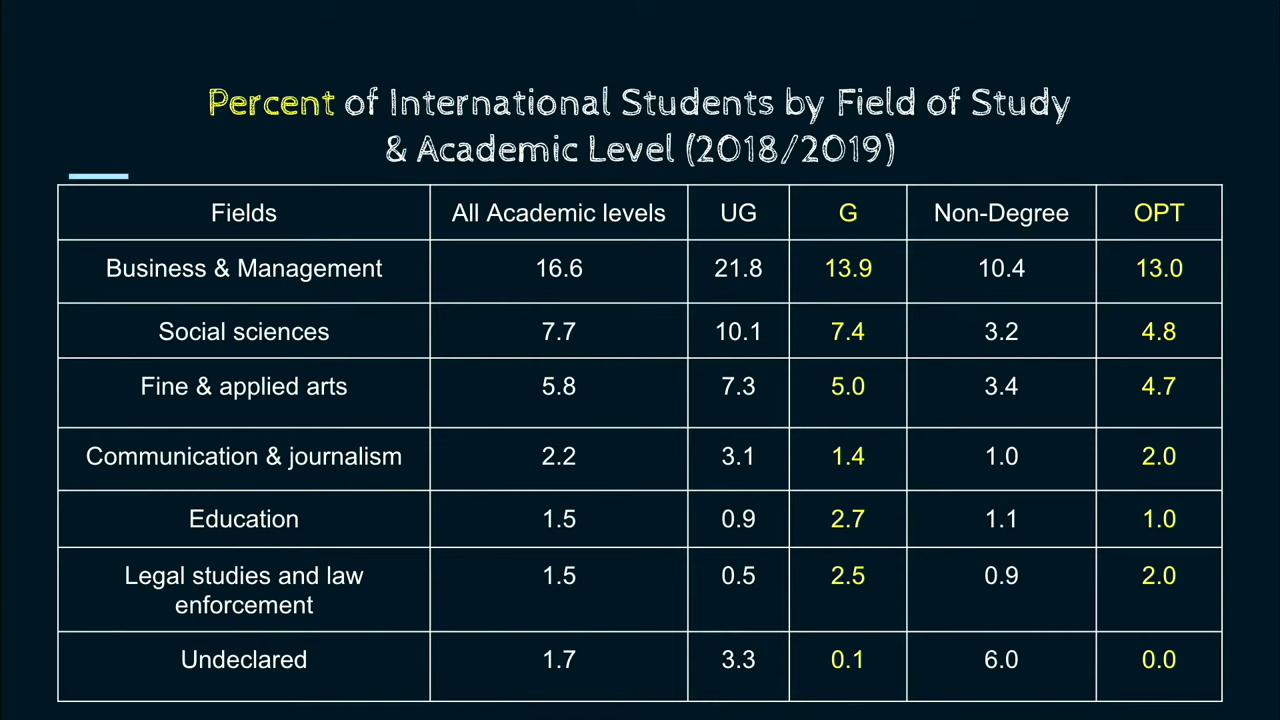 Percent of International Students by Field of Study
& Academic Level (2018/2019)
Fields All Academic levels UG G Non-Degree OPT
Business & Management 16.6 21.8 13.9 10.4 13.0
Social sciences 7.7 10.1 7.4 3.2 4.8
Fine & applied arts 5.8 7.3 5.0 3.4 4.7
Communication & journalism 2.2 3.1 1.4 1.0 2.0
Education 1.5 0.9 2.7 1.1 1.0
Legal studies and law 1.5 0.5 2.5 0.9 2.0
enforcement
Undeclared 1.7 3.3 0.1 6.0 0.0